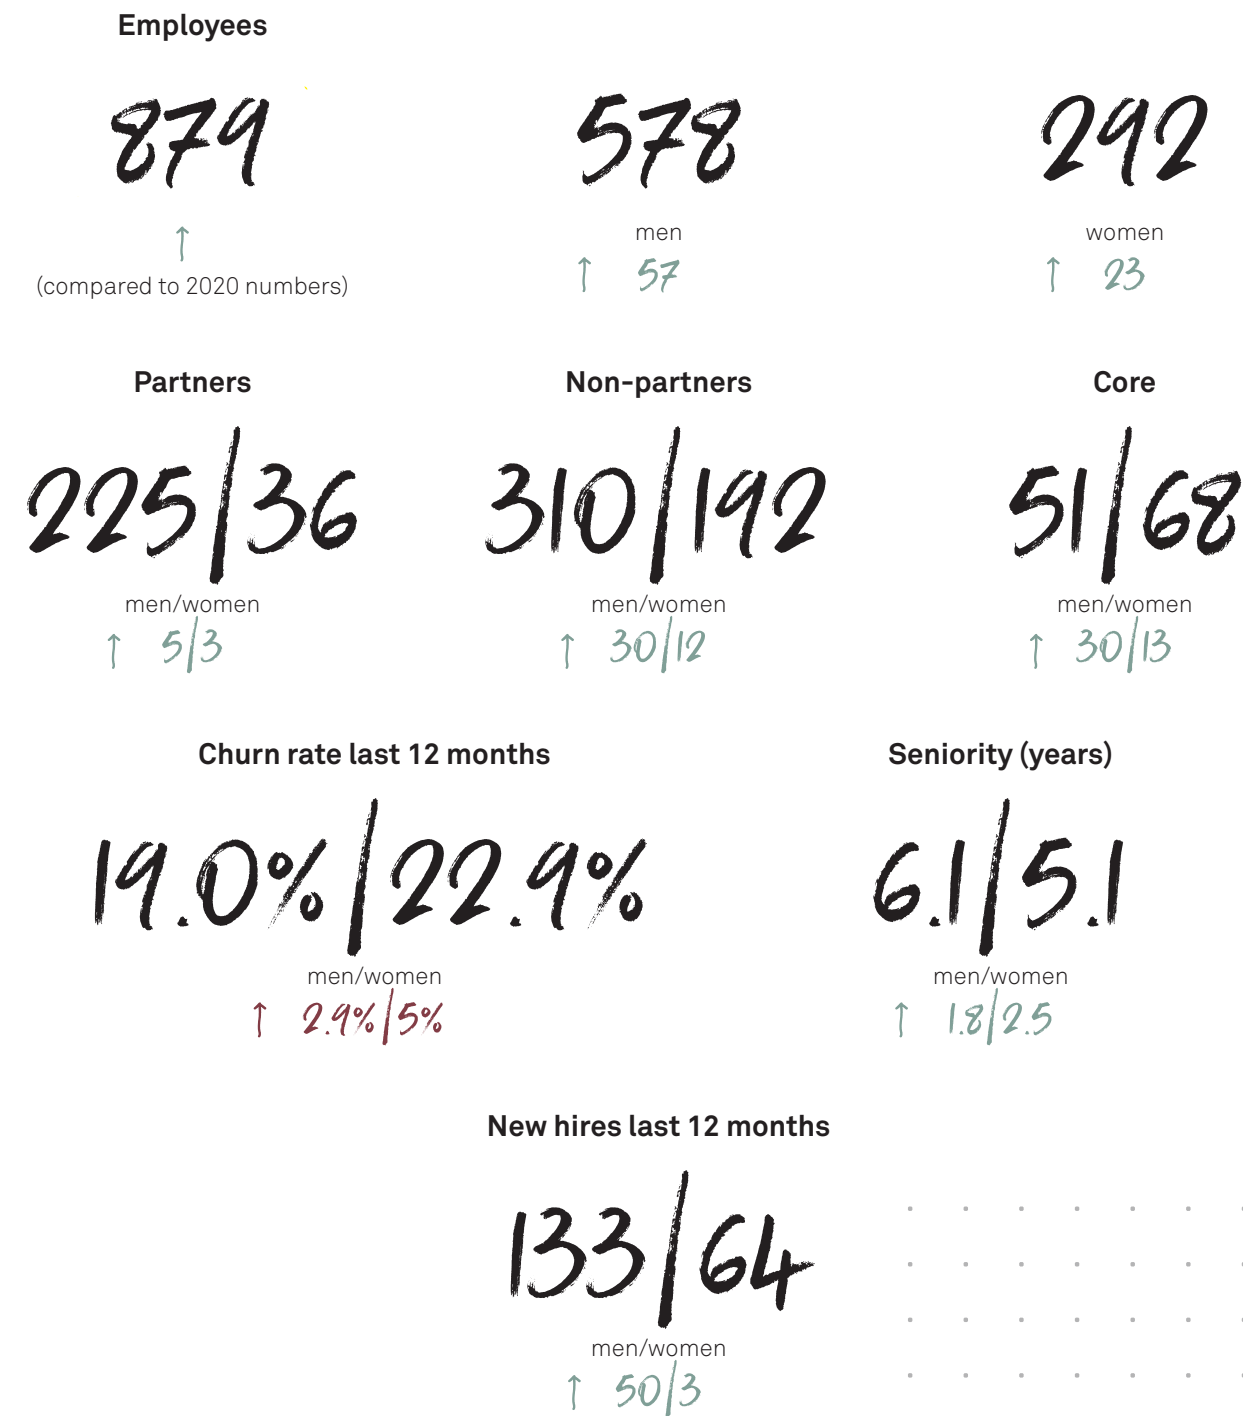 Employees
879
578
292
↑
men
women
↑ 57
↑ 23
(compared to 2020 numbers)
Partners
Non-partners
Core
225/36
310/192
51/68
men/women
men/women
men/women
↑ 5/3
↑ 30/12
↑ 30/13
Churn rate last 12 months
Seniority (years)
19.0%/22.9%
6.1/5.1
men/women
men/women
↑ 2.9%/5%
↑ 1.8/2.5
New hires last 12 months
133/64
men/women
↑ 50/3